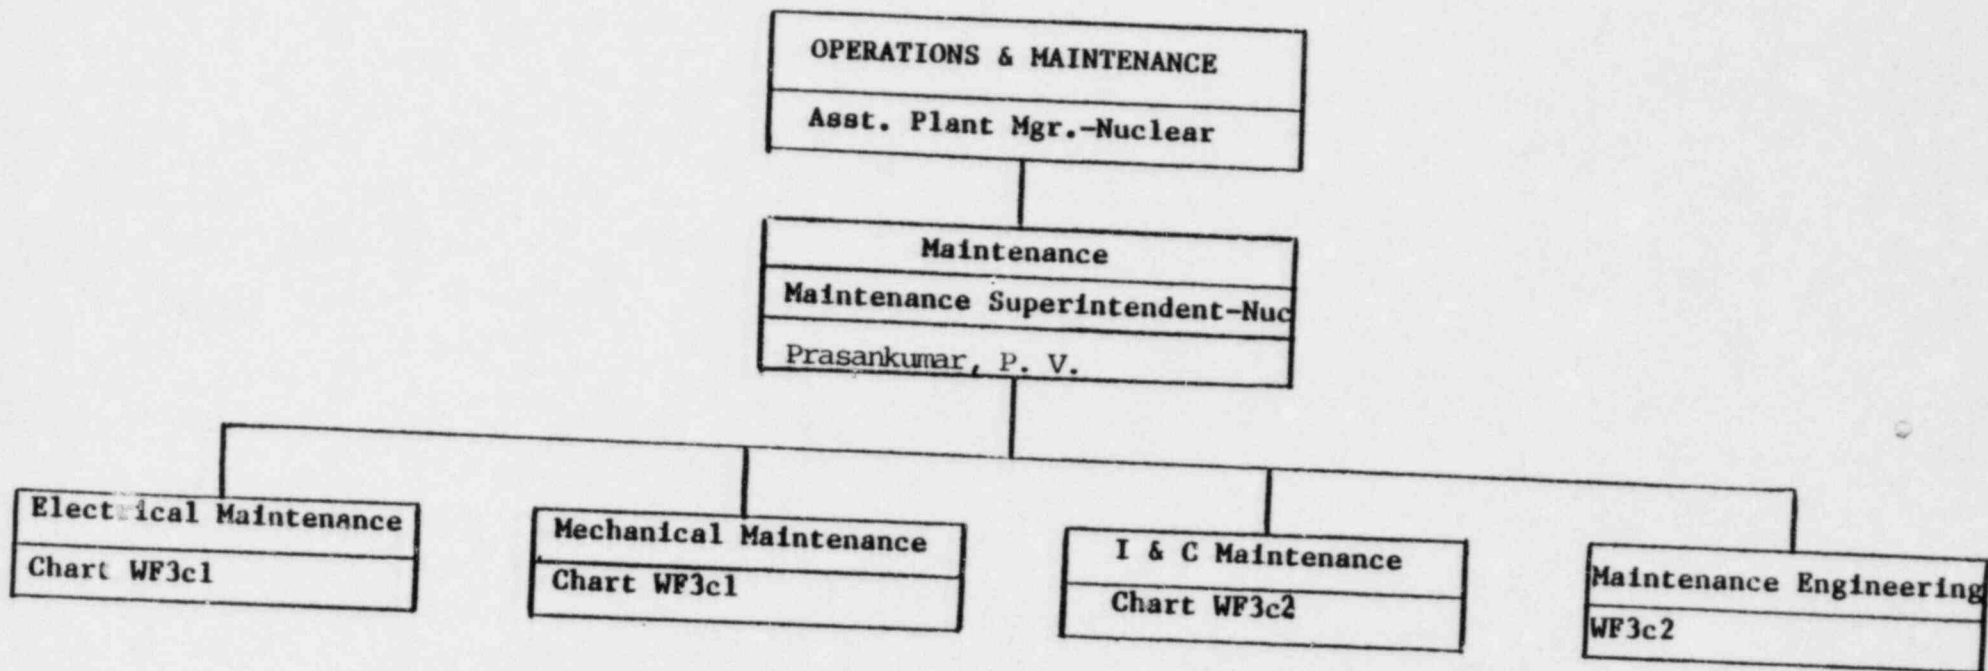 OPERATIONS & MAINTENANCE
Asst. Plant Mgr.-Nuclear
Maintenance
Maintenance Superintendent-Nuc
Prasankumar, P. V.
Electrical Maintenance
Chart WF3c1
Mechanical Maintenance
Chart WF3c1
I & C Maintenance
Chart WF3c2
Maintenance Engineering
WF3c2